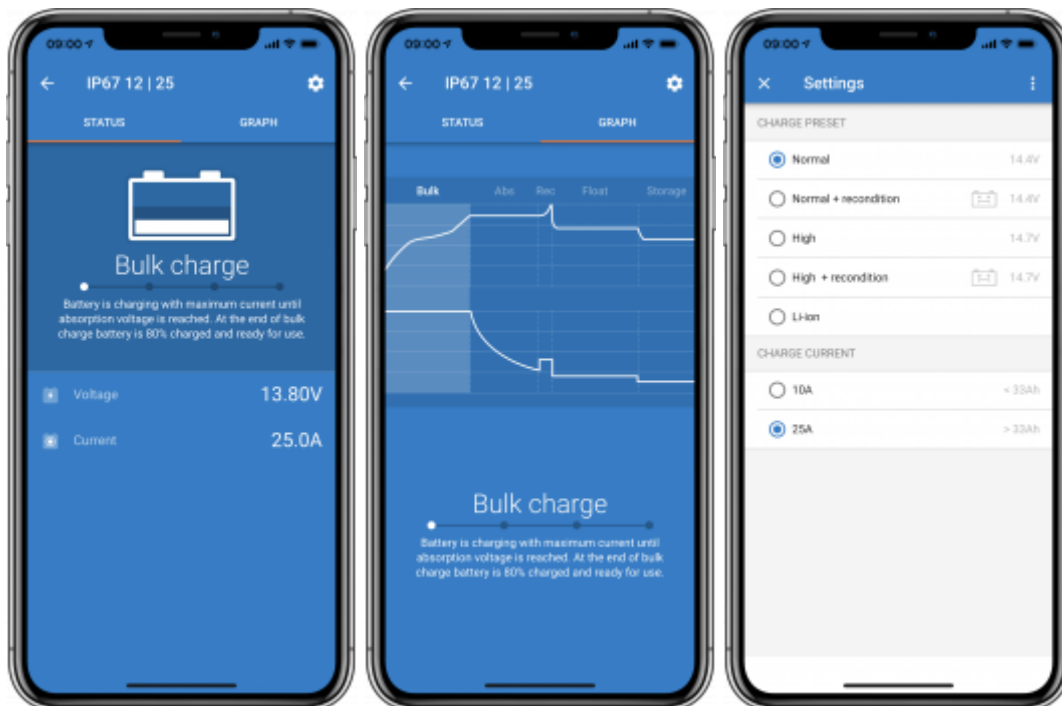 09:00
IP67 12 | 25
STATUS GRAPH
Bulk charge
Battery is charging with maximum current until
absorption voltage is reached. At the end of bulk
charge battery is 80% charged and ready for use.
Voltage 13.80V
Current 25.0A
09:00
IP67 12 | 25
STATUS GRAPH
Bulk Abs Rec Float Storage
Bulk charge
Battery is charging with maximum current until
absorption voltage is reached. At the end of bulk
charge battery is 80% charged and ready for use.
09:00
Settings
CHARGE PRESET
Normal 14.4V
Normal + recondition 14.4V
High 14.7V
High + recondition 14.7V
Li-ion
CHARGE CURRENT
10A < 33Ah
25A > 33Ah